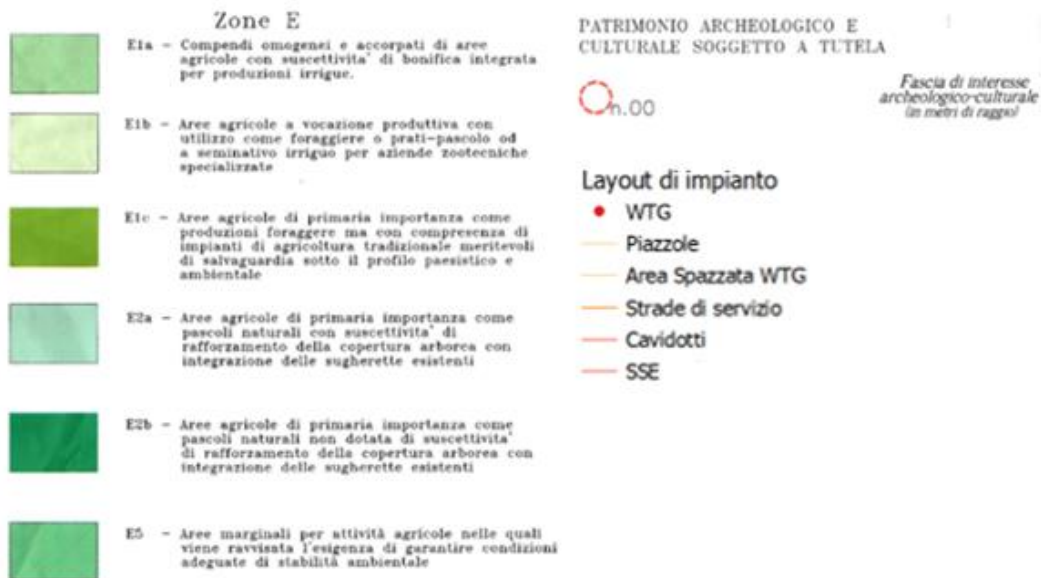 Zone E
E1a - Compendi omogenei e accorpati di aree
agricole con suscettivita' di bonifica integrata
per produzioni irrigue.
E1b - Aree agricole a vocazione produttiva con
utilizzo come foraggiere o prati-pascolo od
a seminativo irriguo per aziende zootecniche
specializzate
E1c - Aree agricole di primaria importanza come
produzioni foraggere ma con compresenza di
impianti di agricoltura tradizionale meritevoli
di salvaguardia sotto il profilo paesistico e
ambientale
E2a - Aree agricole di primaria importanza come
pascoli naturali con suscettivita' di
rafforzamento della copertura arborea con
integrazione delle sugherette esistenti
E2b - Aree agricole di primaria importanza come
pascoli naturali non dotata di suscettivita'
di rafforzamento della copertura arborea con
integrazione delle sugherette esistenti
E5 - Aree marginali per attività agricole nelle quali
viene ravvisata l'esigenza di garantire condizioni
adeguate di stabilità ambientale
PATRIMONIO ARCHEOLOGICO E
CULTURALE SOGGETTO A TUTELA
n.00
Fascia di interesse
archeologico-culturale
(in metri di raggio)
Layout di impianto
WTG
Piazzole
Area Spazzata WTG
Strade di servizio
Cavidotti
SSE